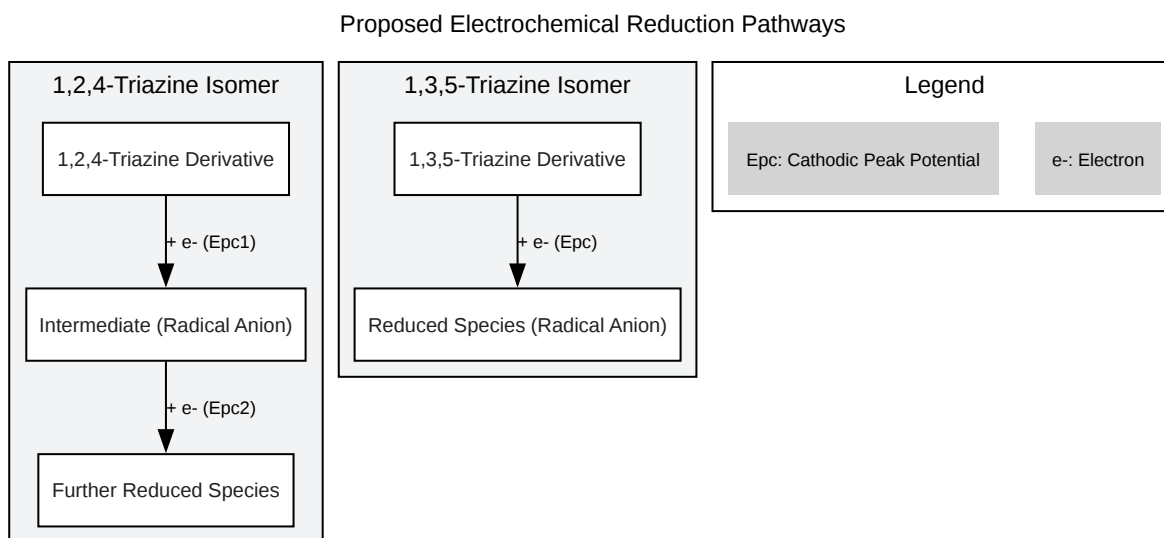 Proposed Electrochemical Reduction Pathways
1,2,4-Triazine Isomer
1,2,4-Triazine Derivative
+ e- (Epc1)
Intermediate (Radical Anion)
+ e- (Epc2)
Further Reduced Species
1,3,5-Triazine Isomer
1,3,5-Triazine Derivative
+ e- (Epc)
Reduced Species (Radical Anion)
Legend
Epc: Cathodic Peak Potential
e-: Electron